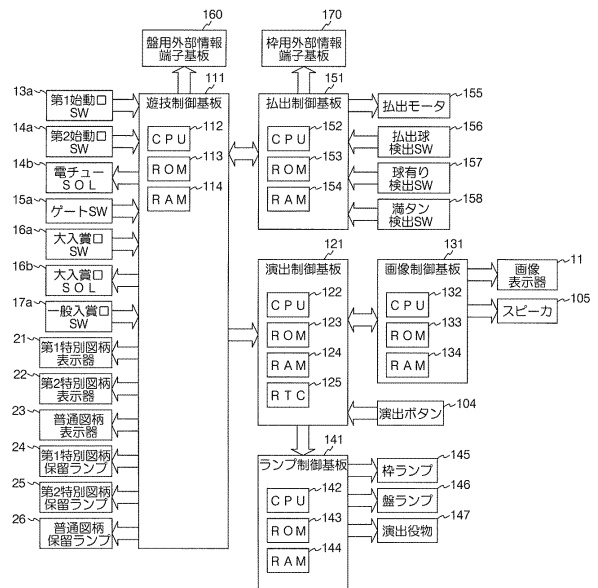 160
盤用外部情報
端子基板
170
枠用外部情報
端子基板
13a
第1始動口
SW
14a
第2始動口
SW
14b
電チュー
SOL
15a
ゲートSW
16a
大入賞口
SW
16b
大入賞口
SOL
17a
一般入賞口
SW
21
第1特別図柄
表示器
22
第2特別図柄
表示器
23
普通図柄
表示器
24
第1特別図柄
保留ランプ
25
第2特別図柄
保留ランプ
26
普通図柄
保留ランプ
111
遊技制御基板
CPU
112
ROM
113
RAM
114
151
払出制御基板
CPU
152
ROM
153
RAM
154
払出モータ
155
払出球
検出SW
156
球有り
検出SW
157
満タン
検出SW
158
121
演出制御基板
CPU
122
ROM
123
RAM
124
RTC
125
131
画像制御基板
CPU
132
ROM
133
RAM
134
11
画像
表示器
105
スピーカ
演出ボタン
104
141
ランプ制御基板
CPU
142
ROM
143
RAM
144
枠ランプ
145
盤ランプ
146
演出役物
147